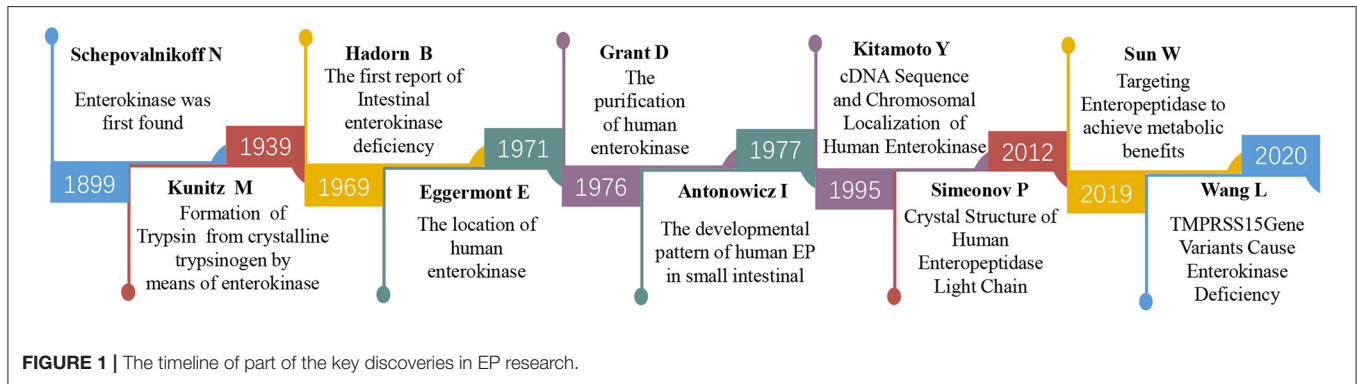 Schepovalnikoff N
Enterokinase was
first found
1899
1939
Kunitz M
Formation of
Trypsin from crystalline
trypsinogen by
means of enterokinase
Hadorn B
The first report of
Intestinal
enterokinase
deficiency
1969
1971
Eggermont E
The location of
human
enterokinase
Grant D
The
purification
of human
enterokinase
1976
1977
Antonowicz I
The developmental
pattern of human EP
in small intestinal
Kitamoto Y
cDNA Sequence
and Chromosomal
Localization of
Human Enterokinase
1995
2012
Simeonov P
Crystal Structure of
Human
Enteropeptidase
Light Chain
Sun W
Targeting
Enteropeptidase to
achieve metabolic
benefits
2019
2020
Wang L
TMPRSS15Gene
Variants Cause
Enterokinase
Deficiency
FIGURE 1 | The timeline of part of the key discoveries in EP research.